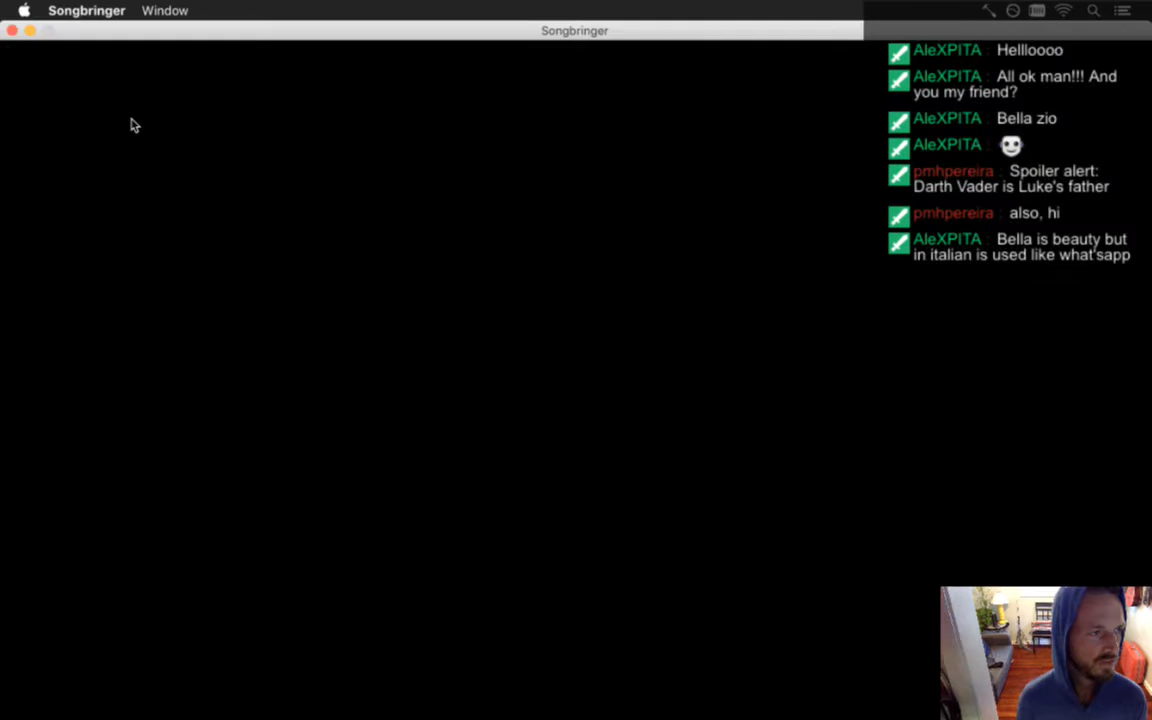 Songbringer Window
Songbringer
AleXPITA : Hellloooo
AleXPITA : All ok man!!! And
you my friend?
AleXPITA : Bella zio
AleXPITA :
pmhpereira : Spoiler alert:
Darth Vader is Luke's father
pmhpereira : also, hi
AleXPITA : Bella is beauty but
in italian is used like what'sapp